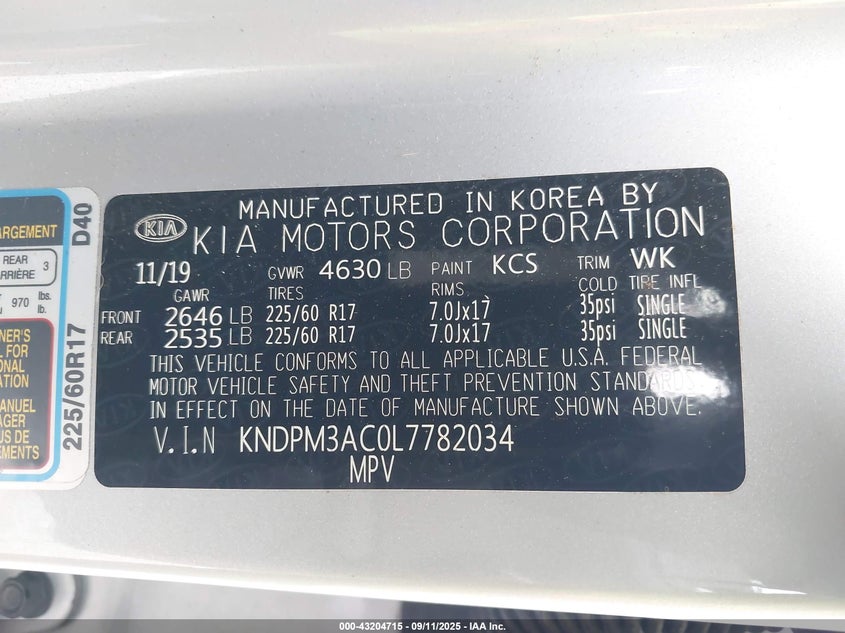 ARGEMENT
REAR
ARRIÈRE 3
970 lbs.
lb.
NER'S
L FOR
ONAL
ATION
ANUEL
AGER
US DE
EMENTS
225/60R17 D40
MANUFACTURED IN KOREA BY
KIA KIA MOTORS CORPORATION
11/19 GVWR 4630 LB PAINT KCS TRIM WK
GAWR TIRES RIMS COLD TIRE INFL
FRONT 2646 LB 225/60 R17 7.0Jx17 35psi SINGLE
REAR 2535 LB 225/60 R17 7.0Jx17 35psi SINGLE
THIS VEHICLE CONFORMS TO ALL APPLICABLE U.S.A. FEDERAL
MOTOR VEHICLE SAFETY AND THEFT PREVENTION STANDARDS
IN EFFECT ON THE DATE OF MANUFACTURE SHOWN ABOVE.
V.I.N KNDPM3AC0L7782034
MPV
000-43204715 - 09/11/2025 - IAA Inc.